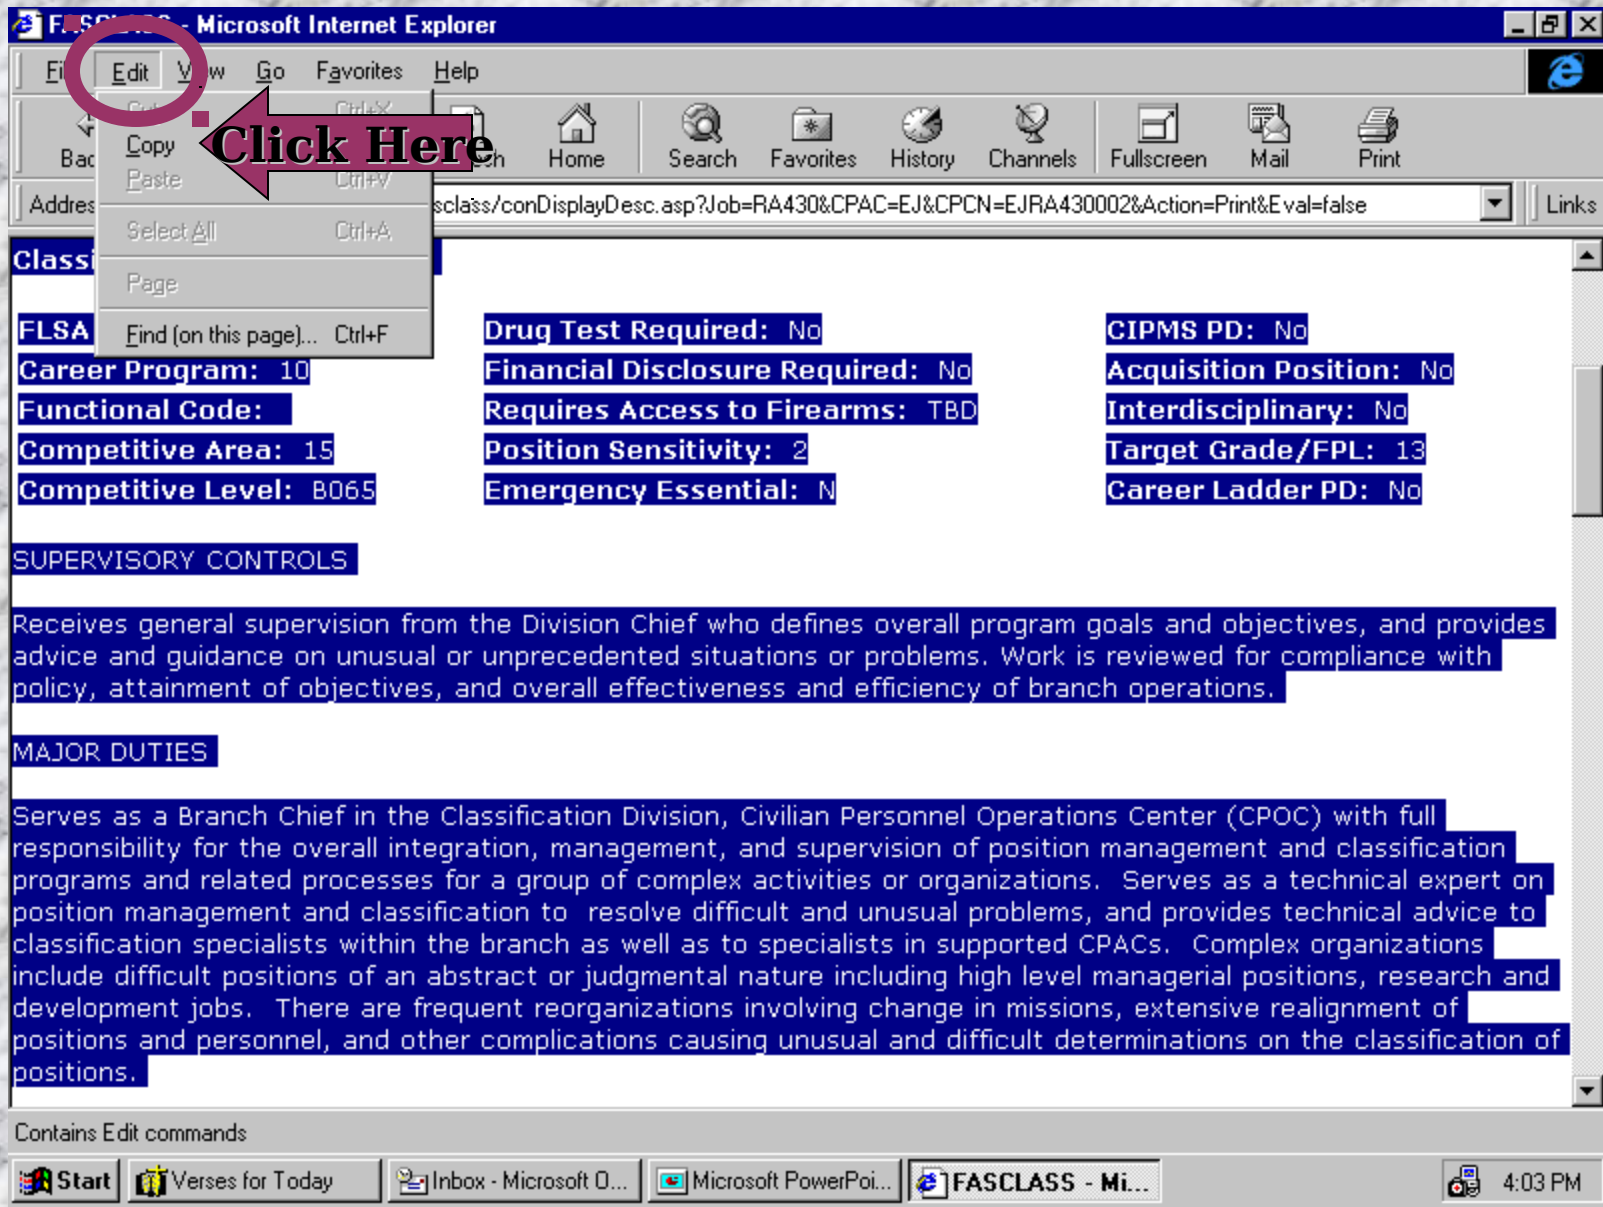 FASCLASS - Microsoft Internet Explorer
Edit View Go Favorites Help
Cut Ctrl+X
Copy
Click Here
Home Search Favorites History Channels Fullscreen Mail Print
Paste Ctrl+V
sclass/conDisplayDesc.asp?Job=RA430&CPAC=EJ&CPCN=EJRA430002&Action=Print&Eval=false Links
Select All Ctrl+A
Page
Find (on this page)... Ctrl+F
FLSA Drug Test Required: No CIPMS PD: No
Career Program: 10 Financial Disclosure Required: No Acquisition Position: No
Functional Code: Requires Access to Firearms: TBD Interdisciplinary: No
Competitive Area: 15 Position Sensitivity: 2 Target Grade/FPL: 13
Competitive Level: B065 Emergency Essential: N Career Ladder PD: No
SUPERVISORY CONTROLS
Receives general supervision from the Division Chief who defines overall program goals and objectives, and provides
advice and guidance on unusual or unprecedented situations or problems. Work is reviewed for compliance with
policy, attainment of objectives, and overall effectiveness and efficiency of branch operations.
MAJOR DUTIES
Serves as a Branch Chief in the Classification Division, Civilian Personnel Operations Center (CPOC) with full
responsibility for the overall integration, management, and supervision of position management and classification
programs and related processes for a group of complex activities or organizations. Serves as a technical expert on
position management and classification to resolve difficult and unusual problems, and provides technical advice to
classification specialists within the branch as well as to specialists in supported CPACs. Complex organizations
include difficult positions of an abstract or judgmental nature including high level managerial positions, research and
development jobs. There are frequent reorganizations involving change in missions, extensive realignment of
positions and personnel, and other complications causing unusual and difficult determinations on the classification of
positions.
Contains Edit commands
Start Verses for Today Inbox - Microsoft O... Microsoft PowerPoi... FASCLASS - Mi... 4:03 PM